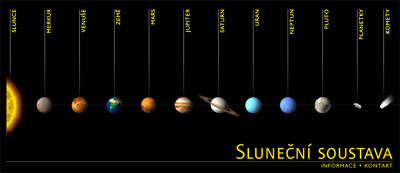 SLUNCE
MERKUR
VENUŠE
ZEMĚ
MARS
JUPITER
SATURN
URAN
NEPTUN
PLUTO
PLANETKY
KOMETY
SLUNEČNÍ SOUSTAVA
INFORMACE • KONTAKT